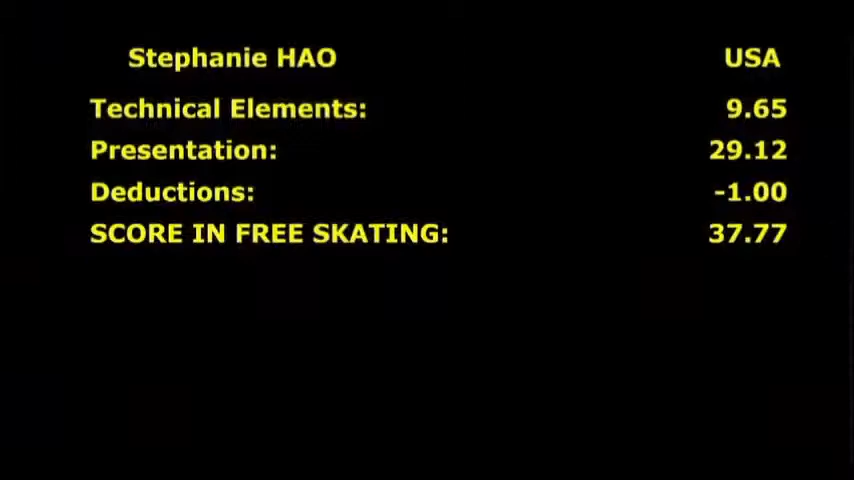 Stephanie HAO USA
Technical Elements: 9.65
Presentation: 29.12
Deductions: -1.00
SCORE IN FREE SKATING: 37.77